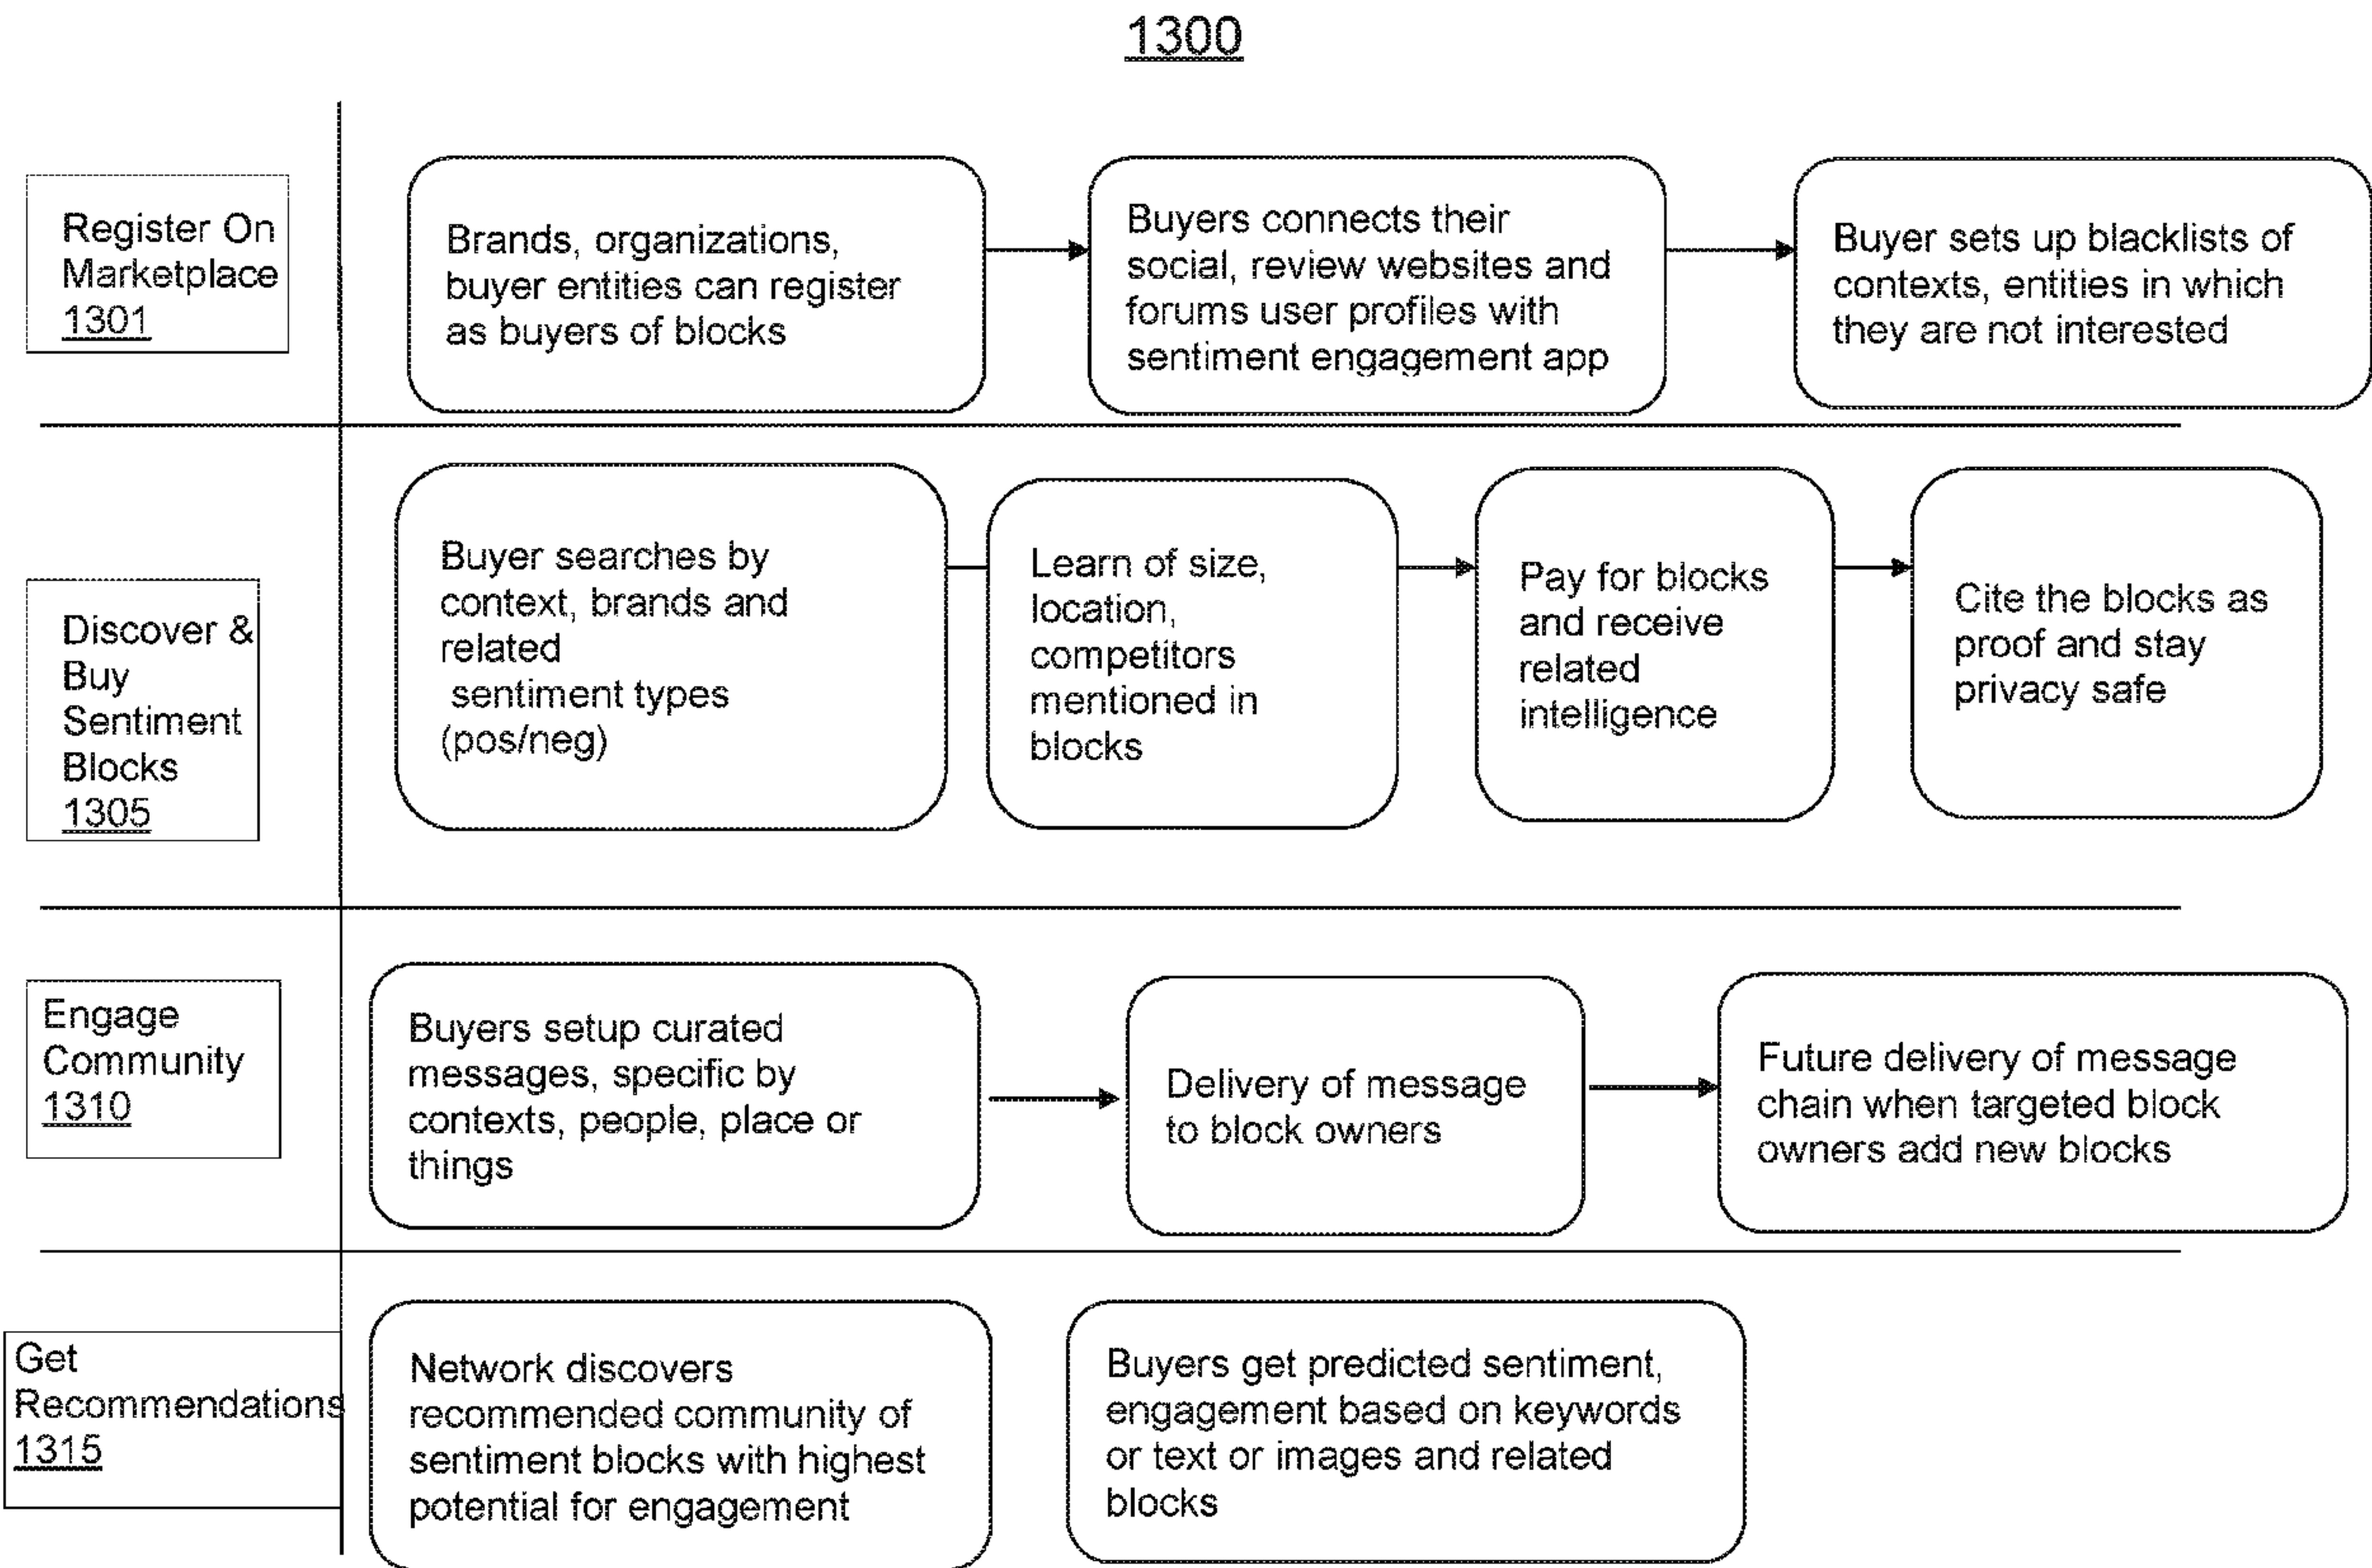 1300
Register On
Marketplace
1301
Brands, organizations,
buyer entities can register
as buyers of blocks
Buyers connects their
social, review websites and
forums user profiles with
sentiment engagement app
Buyer sets up blacklists of
contexts, entities in which
they are not interested
Discover &
Buy
Sentiment
Blocks
1305
Buyer searches by
context, brands and
related
sentiment types
(pos/neg)
Learn of size,
location,
competitors
mentioned in
blocks
Pay for blocks
and receive
related
intelligence
Cite the blocks as
proof and stay
privacy safe
Engage
Community
1310
Buyers setup curated
messages, specific by
contexts, people, place or
things
Delivery of message
to block owners
Future delivery of message
chain when targeted block
owners add new blocks
Get
Recommendations
1315
Network discovers
recommended community of
sentiment blocks with highest
potential for engagement
Buyers get predicted sentiment,
engagement based on keywords
or text or images and related
blocks